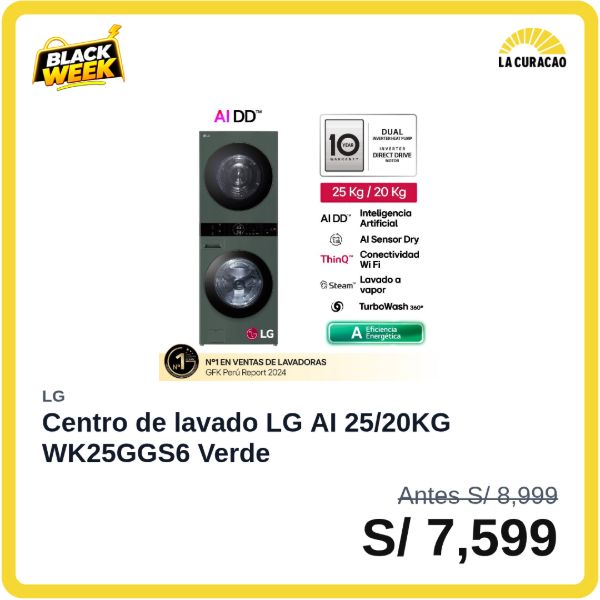 BLACK
WEEK
LA CURACAO
AI DD™
10
YEAR
WARRANTY
DUAL
INVERTER HEAT PUMP
INVERTER
DIRECT DRIVE
MOTOR
25 Kg / 20 Kg
AI DD™ Inteligencia
Artificial
AI Sensor Dry
ThinQ™ Conectividad
Wi Fi
Steam™ Lavado a
vapor
TurboWash 360°
A Eficiencia
Energética
LG
N°1
N°1 EN VENTAS DE LAVADORAS
GFK Perú Report 2024
LG
Centro de lavado LG AI 25/20KG
WK25GGS6 Verde
Antes S/ 8,999
S/ 7,599